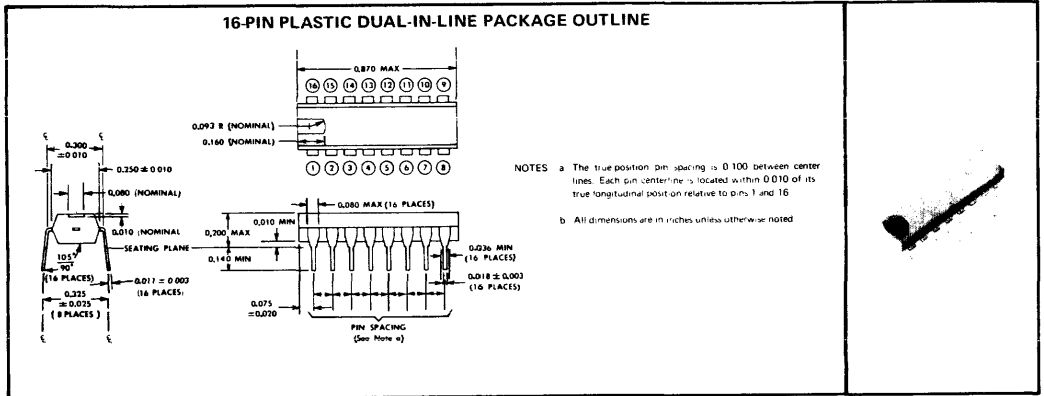 16-PIN PLASTIC DUAL-IN-LINE PACKAGE OUTLINE
0.870 MAX
16 15 14 13 12 11 10 9
0.093 R (NOMINAL)
0.160 (NOMINAL)
1 2 3 4 5 6 7 8
℄ ℄
0.300
±0.010
0.250 ± 0.010
0.080 (NOMINAL)
0.010 (NOMINAL
SEATING PLANE
105°
90°
(16 PLACES)
0.011 ± 0.003
(16 PLACES)
0.325
± 0.025
( 8 PLACES )
℄ ℄
0.080 MAX (16 PLACES)
0.010 MIN
0.200 MAX
0.140 MIN
0.036 MIN
(16 PLACES)
0.018 ± 0.003
(16 PLACES)
0.075
±0.020
PIN SPACING
(See Note a)
NOTES a The true position pin spacing is 0 100 between center
lines. Each pin centerline is located within 0 010 of its
true longitudinal position relative to pins 1 and 16
b All dimensions are in inches unless otherwise noted